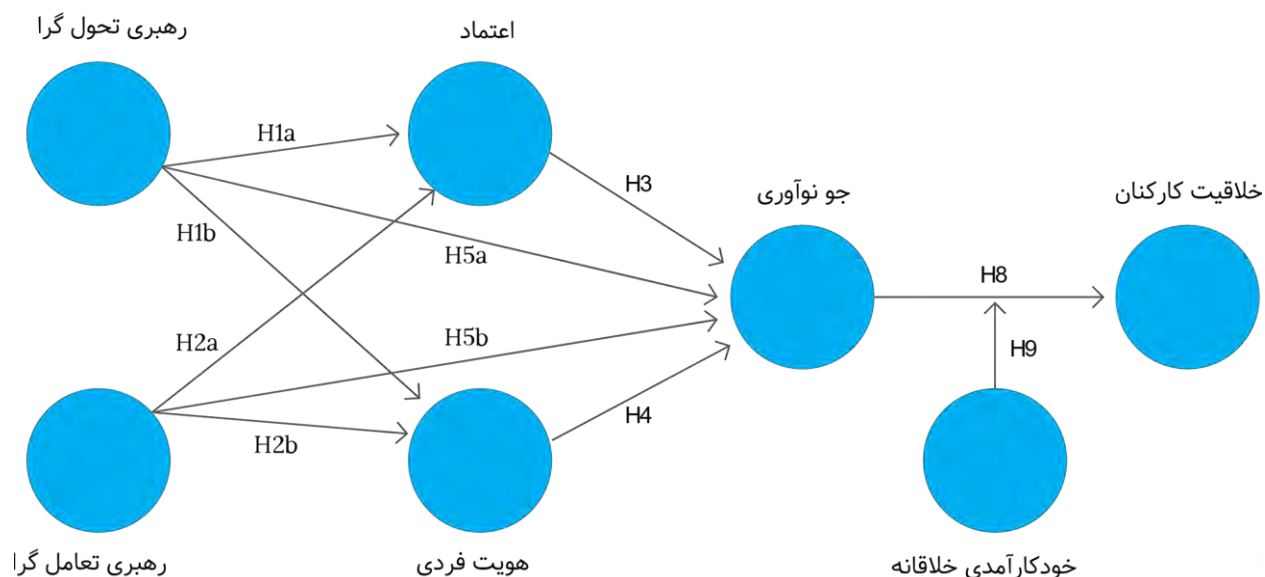 رهبری تحول گرا
اعتماد
H1a
H3
H1b
جو نوآوری
خلاقیت کارکنان
H5a
H8
H2a
H5b
H9
H4
H2b
رهبری تعامل گرا
هویت فردی
خودکارآمدی خلاقانه